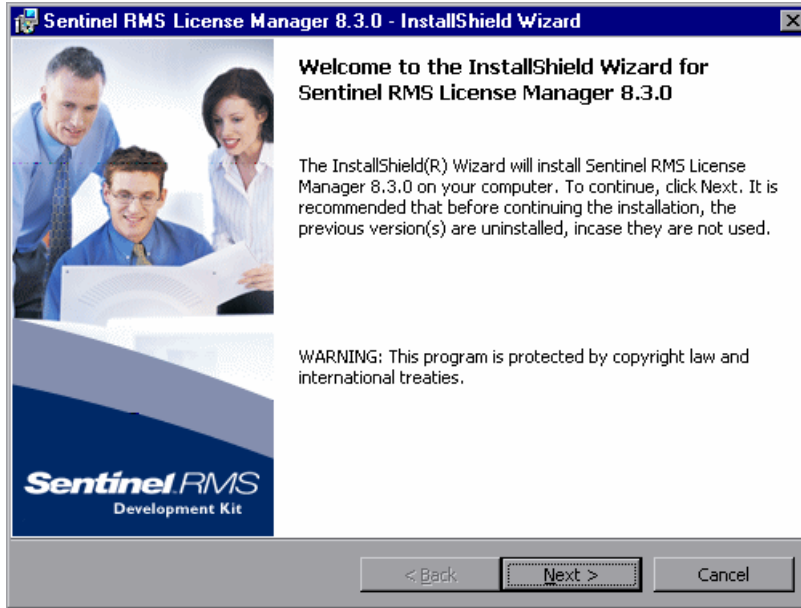 Sentinel RMS License Manager 8.3.0 - InstallShield Wizard
Welcome to the InstallShield Wizard for
Sentinel RMS License Manager 8.3.0
The InstallShield(R) Wizard will install Sentinel RMS License
Manager 8.3.0 on your computer. To continue, click Next. It is
recommended that before continuing the installation, the
previous version(s) are uninstalled, incase they are not used.
WARNING: This program is protected by copyright law and
international treaties.
Sentinel RMS
Development Kit
< Back
Next >
Cancel